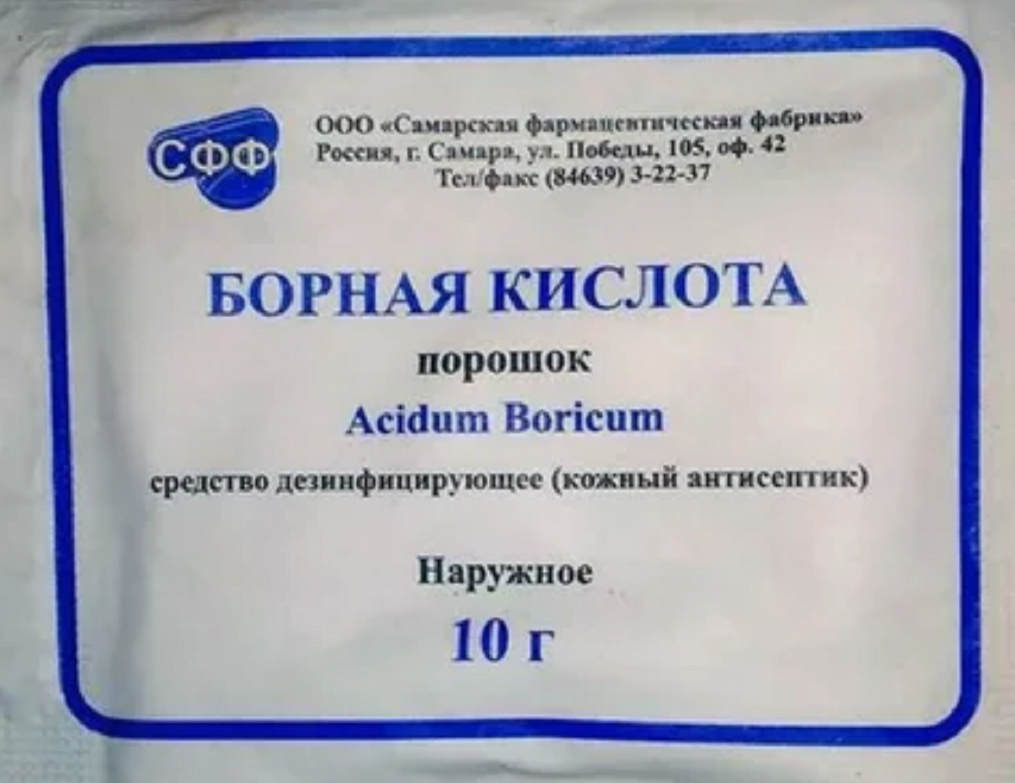 СФФ
ООО «Самарская фармацевтическая фабрика»
Россия, г. Самара, ул. Победы, 105, оф. 42
Тел/факс (84639) 3-22-37
БОРНАЯ КИСЛОТА
порошок
Acidum Boricum
средство дезинфицирующее (кожный антисептик)
Наружное
10 г